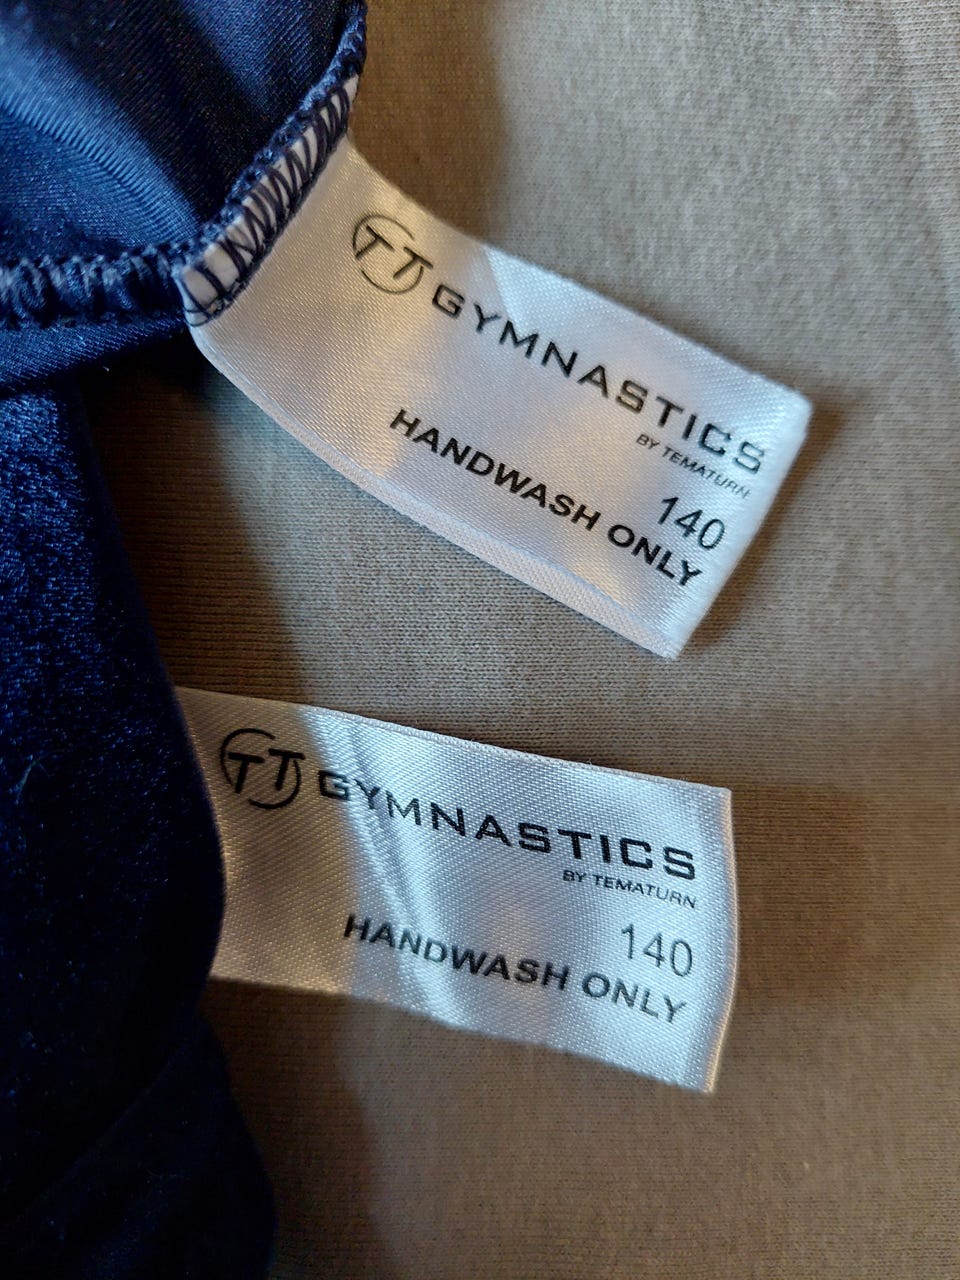 TT GYMNASTICS
BY TEMATURN
140
HANDWASH ONLY
TT GYMNASTICS
BY TEMATURN
140
HANDWASH ONLY